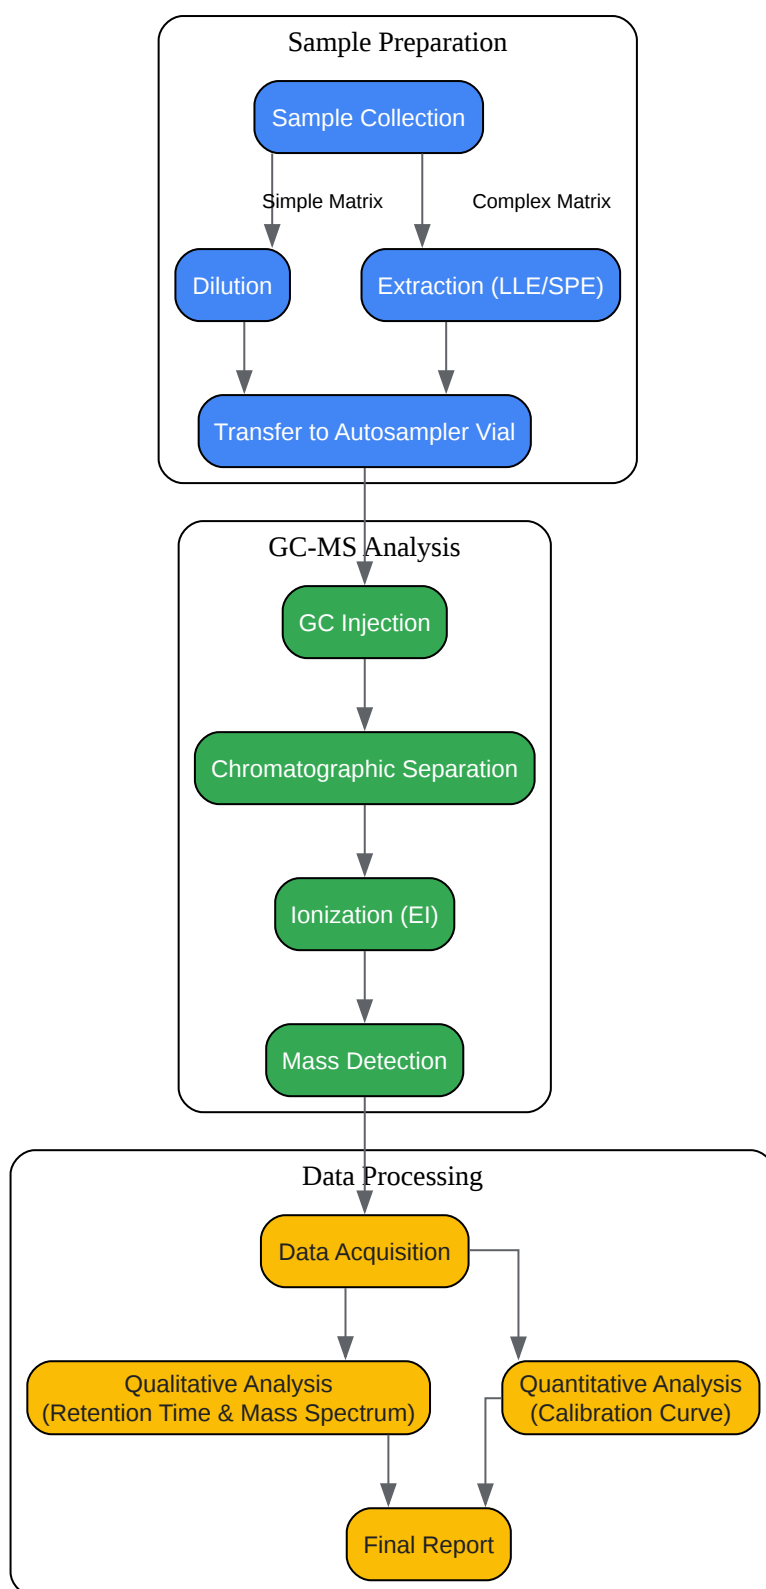 Sample Preparation
Sample Collection
Simple Matrix
Complex Matrix
Dilution
Extraction (LLE/SPE)
Transfer to Autosampler Vial
GC-MS Analysis
GC Injection
Chromatographic Separation
Ionization (EI)
Mass Detection
Data Processing
Data Acquisition
Qualitative Analysis
(Retention Time & Mass Spectrum)
Quantitative Analysis
(Calibration Curve)
Final Report